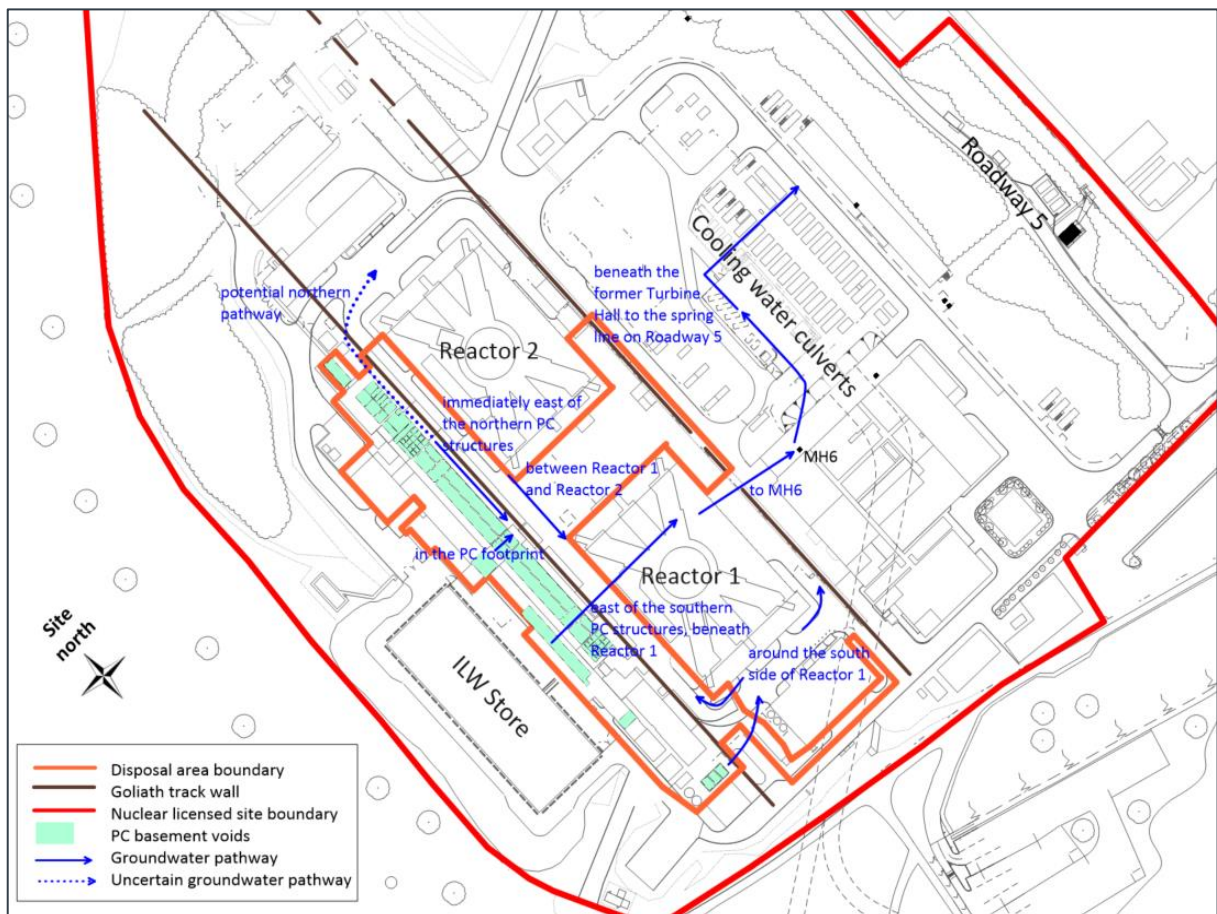 Roadway 5
Cooling water culverts
beneath the
former Turbine
Hall to the spring
line on Roadway 5
potential northern
pathway
Reactor 2
immediately east of
the northern PC
structures
between Reactor 1
and Reactor 2
MH6
to MH6
in the PC footprint
Reactor 1
east of the southern
PC structures, beneath
Reactor 1
around the south
side of Reactor 1
Site
north
ILW Store
Disposal area boundary
Goliath track wall
Nuclear licensed site boundary
PC basement voids
Groundwater pathway
Uncertain groundwater pathway